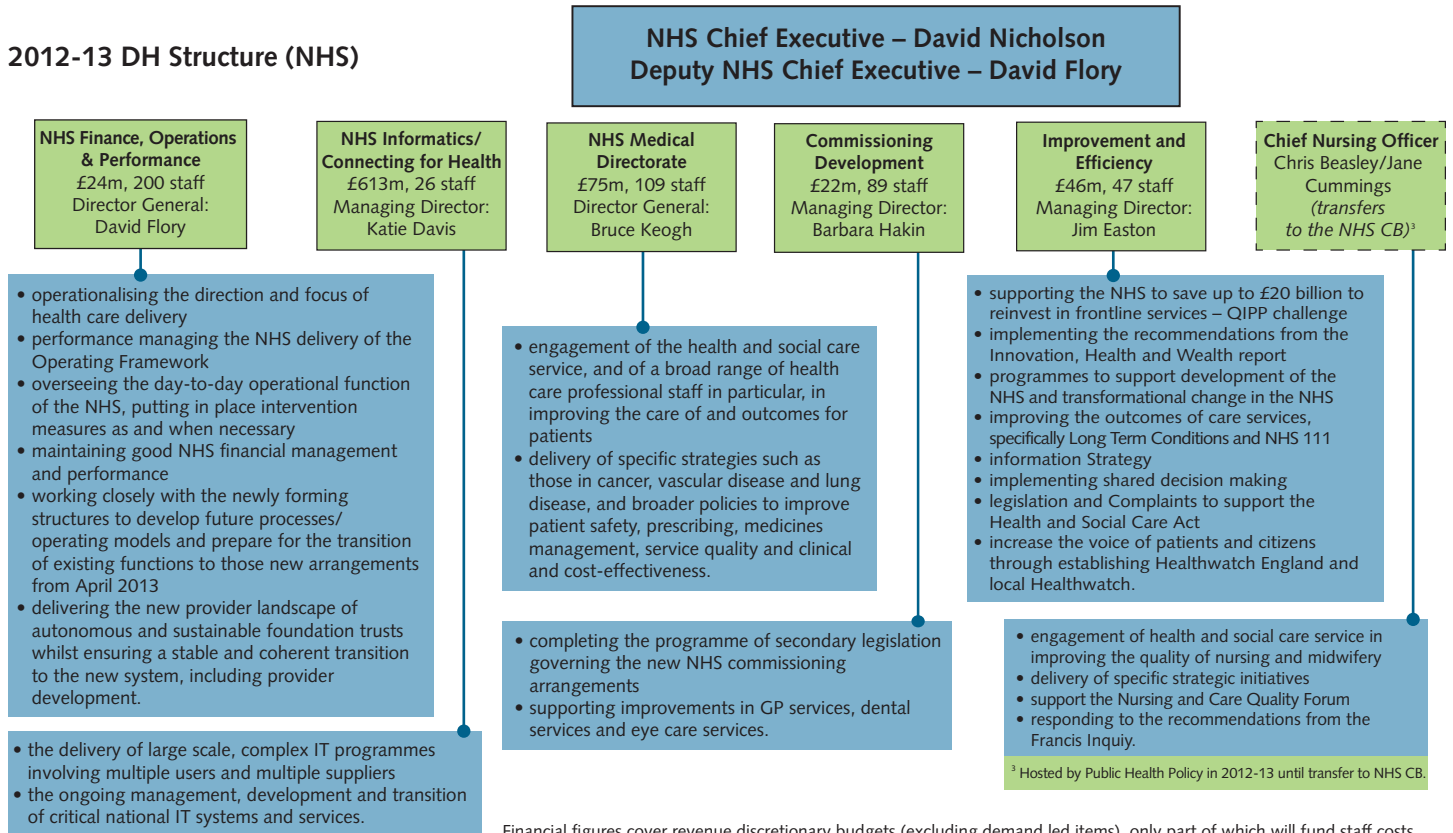 2012-13 DH Structure (NHS)
NHS Chief Executive – David Nicholson
Deputy NHS Chief Executive – David Flory
NHS Finance, Operations
& Performance
£24m, 200 staff
Director General:
David Flory
NHS Informatics/
Connecting for Health
£613m, 26 staff
Managing Director:
Katie Davis
NHS Medical
Directorate
£75m, 109 staff
Director General:
Bruce Keogh
Commissioning
Development
£22m, 89 staff
Managing Director:
Barbara Hakin
Improvement and
Efficiency
£46m, 47 staff
Managing Director:
Jim Easton
Chief Nursing Officer
Chris Beasley/Jane
Cummings
(transfers
to the NHS CB)³
• operationalising the direction and focus of
health care delivery
• performance managing the NHS delivery of the
Operating Framework
• overseeing the day-to-day operational function
of the NHS, putting in place intervention
measures as and when necessary
• maintaining good NHS financial management
and performance
• working closely with the newly forming
structures to develop future processes/
operating models and prepare for the transition
of existing functions to those new arrangements
from April 2013
• delivering the new provider landscape of
autonomous and sustainable foundation trusts
whilst ensuring a stable and coherent transition
to the new system, including provider
development.
• the delivery of large scale, complex IT programmes
involving multiple users and multiple suppliers
• the ongoing management, development and transition
of critical national IT systems and services.
• engagement of the health and social care
service, and of a broad range of health
care professional staff in particular, in
improving the care of and outcomes for
patients
• delivery of specific strategies such as
those in cancer, vascular disease and lung
disease, and broader policies to improve
patient safety, prescribing, medicines
management, service quality and clinical
and cost-effectiveness.
• completing the programme of secondary legislation
governing the new NHS commissioning
arrangements
• supporting improvements in GP services, dental
services and eye care services.
• supporting the NHS to save up to £20 billion to
reinvest in frontline services – QIPP challenge
• implementing the recommendations from the
Innovation, Health and Wealth report
• programmes to support development of the
NHS and transformational change in the NHS
• improving the outcomes of care services,
specifically Long Term Conditions and NHS 111
• information Strategy
• implementing shared decision making
• legislation and Complaints to support the
Health and Social Care Act
• increase the voice of patients and citizens
through establishing Healthwatch England and
local Healthwatch.
• engagement of health and social care service in
improving the quality of nursing and midwifery
• delivery of specific strategic initiatives
• support the Nursing and Care Quality Forum
• responding to the recommendations from the
Francis Inquiy.
³ Hosted by Public Health Policy in 2012-13 until transfer to NHS CB.
Financial figures cover revenue discretionary budgets (excluding demand led items), only part of which will fund staff costs